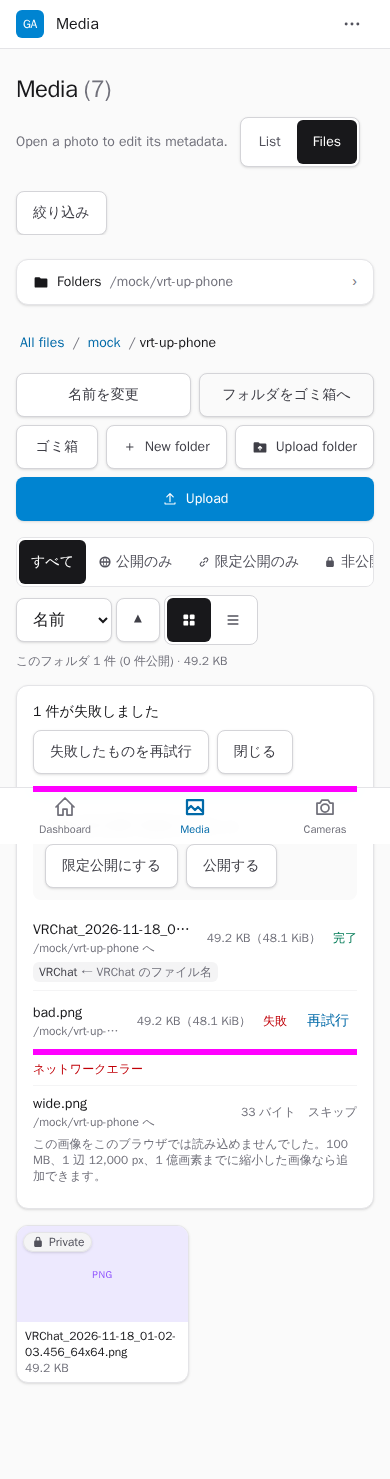 GA Media
Media (7)
Open a photo to edit its metadata. List Files
絞り込み
Folders /mock/vrt-up-phone
All files / mock / vrt-up-phone
名前を変更 フォルダをゴミ箱へ
ゴミ箱 + New folder Upload folder
Upload
すべて 公開のみ 限定公開のみ 非公
名前 ▲
このフォルダ 1 件 (0 件公開) · 49.2 KB
1 件が失敗しました
失敗したものを再試行 閉じる
Dashboard Media Cameras
限定公開にする 公開する
VRChat_2026-11-18_0… 49.2 KB（48.1 KiB） 完了
/mock/vrt-up-phone へ
VRChat ← VRChat のファイル名
bad.png 49.2 KB（48.1 KiB） 失敗 再試行
/mock/vrt-up-…
ネットワークエラー
wide.png 33 バイト スキップ
/mock/vrt-up-phone へ
この画像をこのブラウザでは読み込めませんでした。100
MB、1 辺 12,000 px、1 億画素までに縮小した画像なら追
加できます。
Private
PNG
VRChat_2026-11-18_01-02-
03.456_64x64.png
49.2 KB